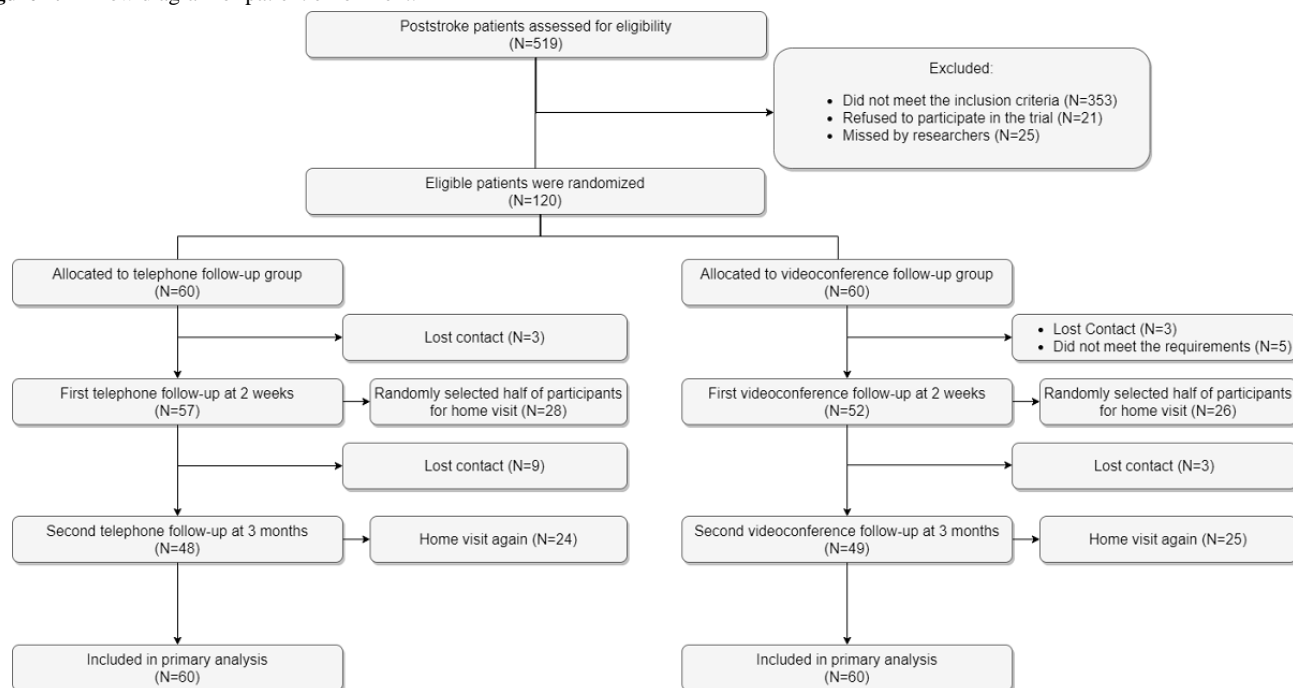 Poststroke patients assessed for eligibility
(N=519)
Excluded:
• Did not meet the inclusion criteria (N=353)
• Refused to participate in the trial (N=21)
• Missed by researchers (N=25)
Eligible patients were randomized
(N=120)
Allocated to telephone follow-up group
(N=60)
Allocated to videoconference follow-up group
(N=60)
Lost contact (N=3)
• Lost Contact (N=3)
• Did not meet the requirements (N=5)
First telephone follow-up at 2 weeks
(N=57)
Randomly selected half of participants
for home visit (N=28)
First videoconference follow-up at 2 weeks
(N=52)
Randomly selected half of participants
for home visit (N=26)
Lost contact (N=9)
Lost contact (N=3)
Second telephone follow-up at 3 months
(N=48)
Home visit again (N=24)
Second videoconference follow-up at 3 months
(N=49)
Home visit again (N=25)
Included in primary analysis
(N=60)
Included in primary analysis
(N=60)